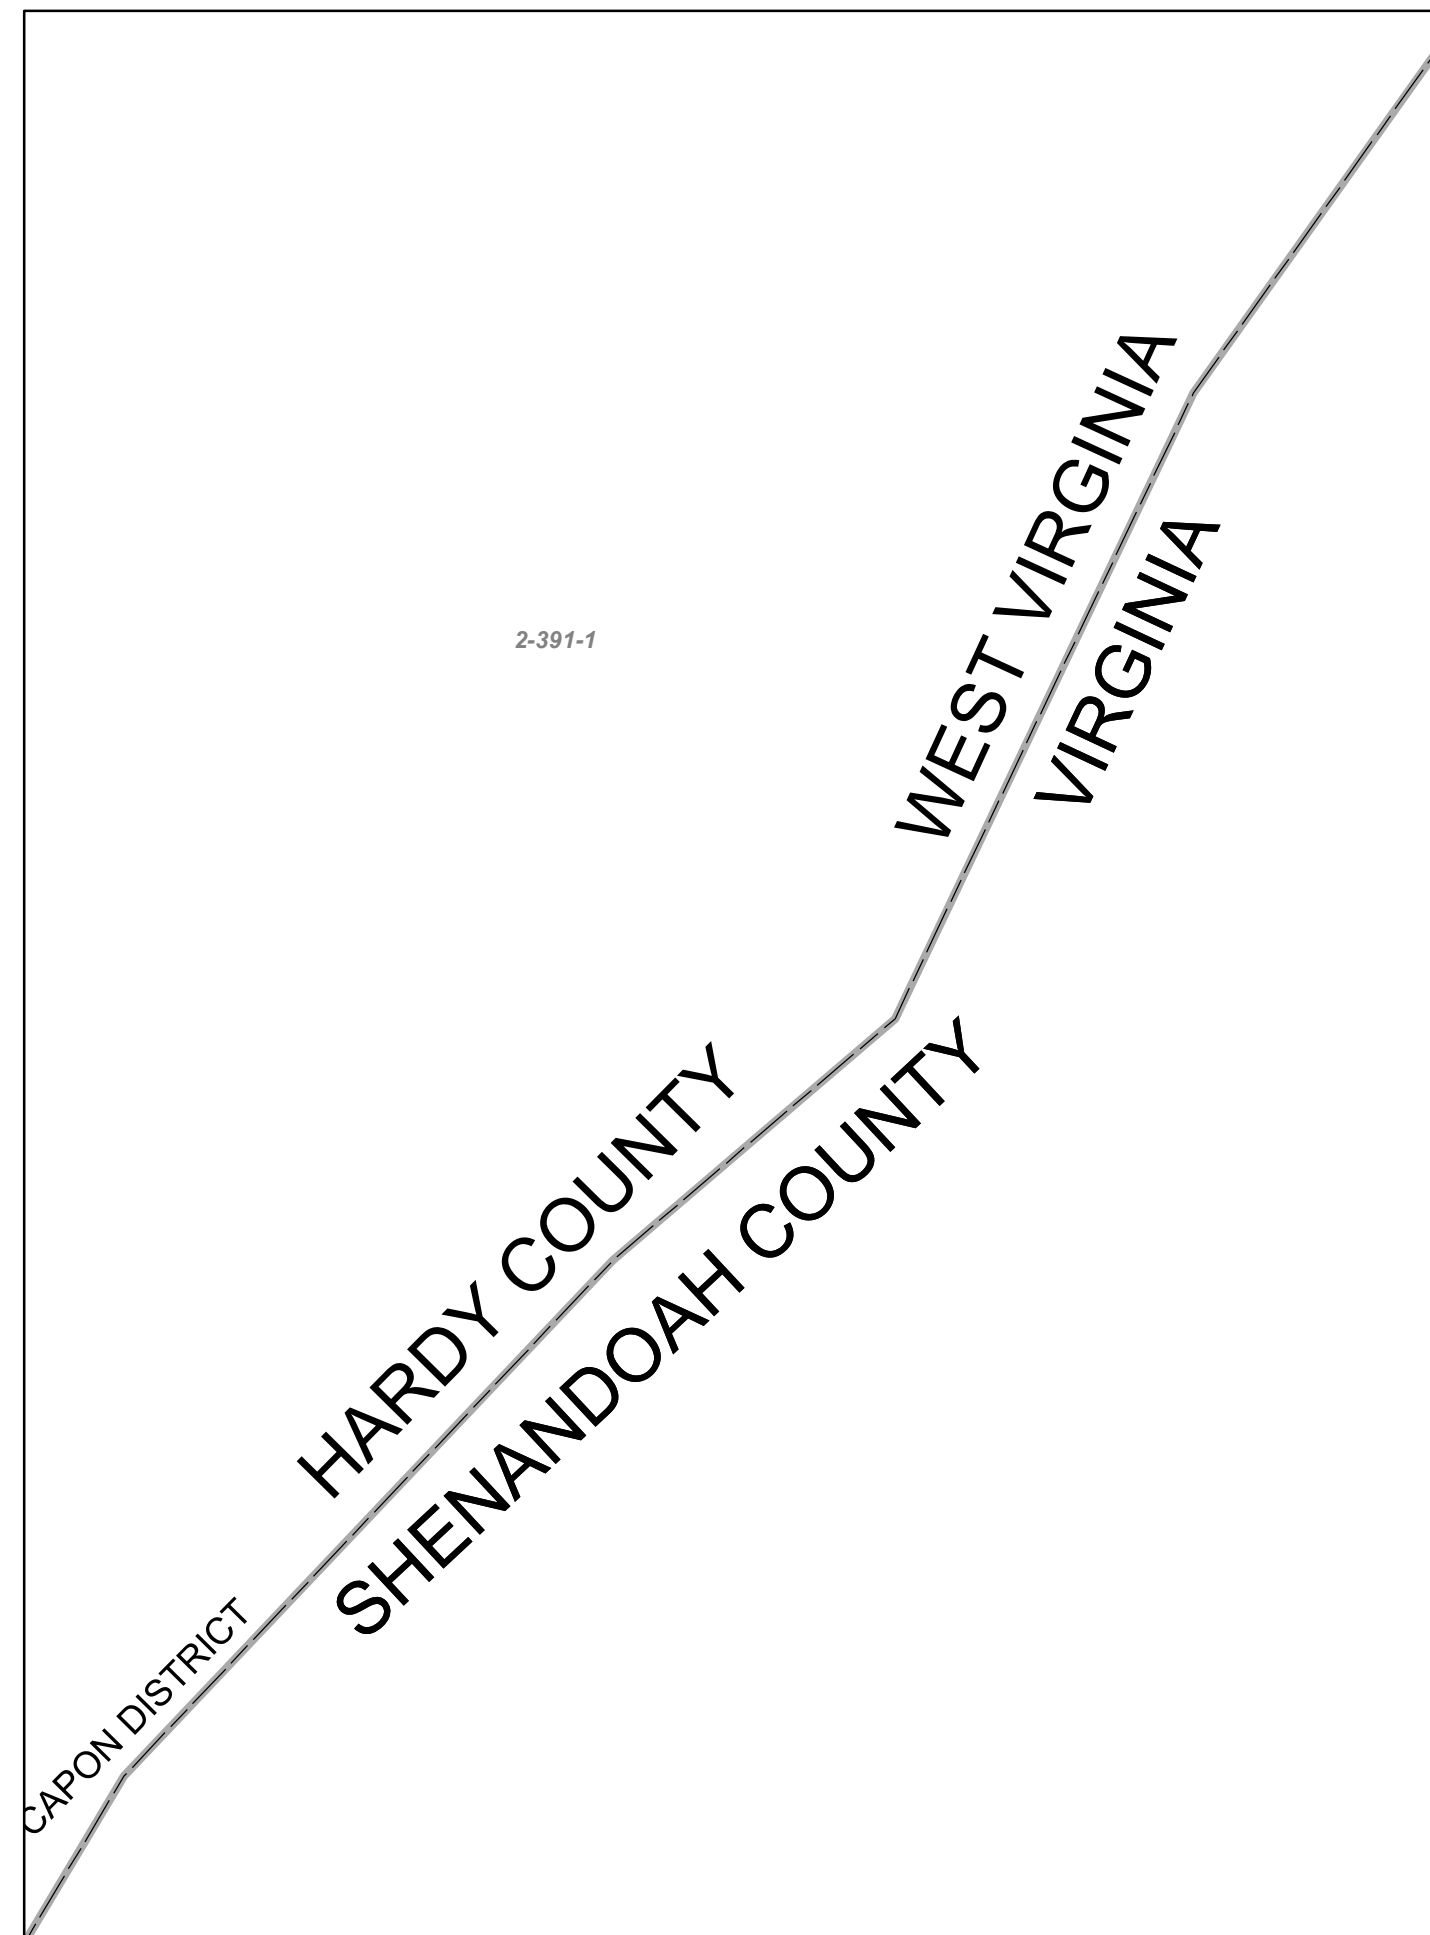 WEST VIRGINIA
VIRGINIA
2-391-1
HARDY COUNTY
SHENANDOAH COUNTY
CAPON DISTRICT